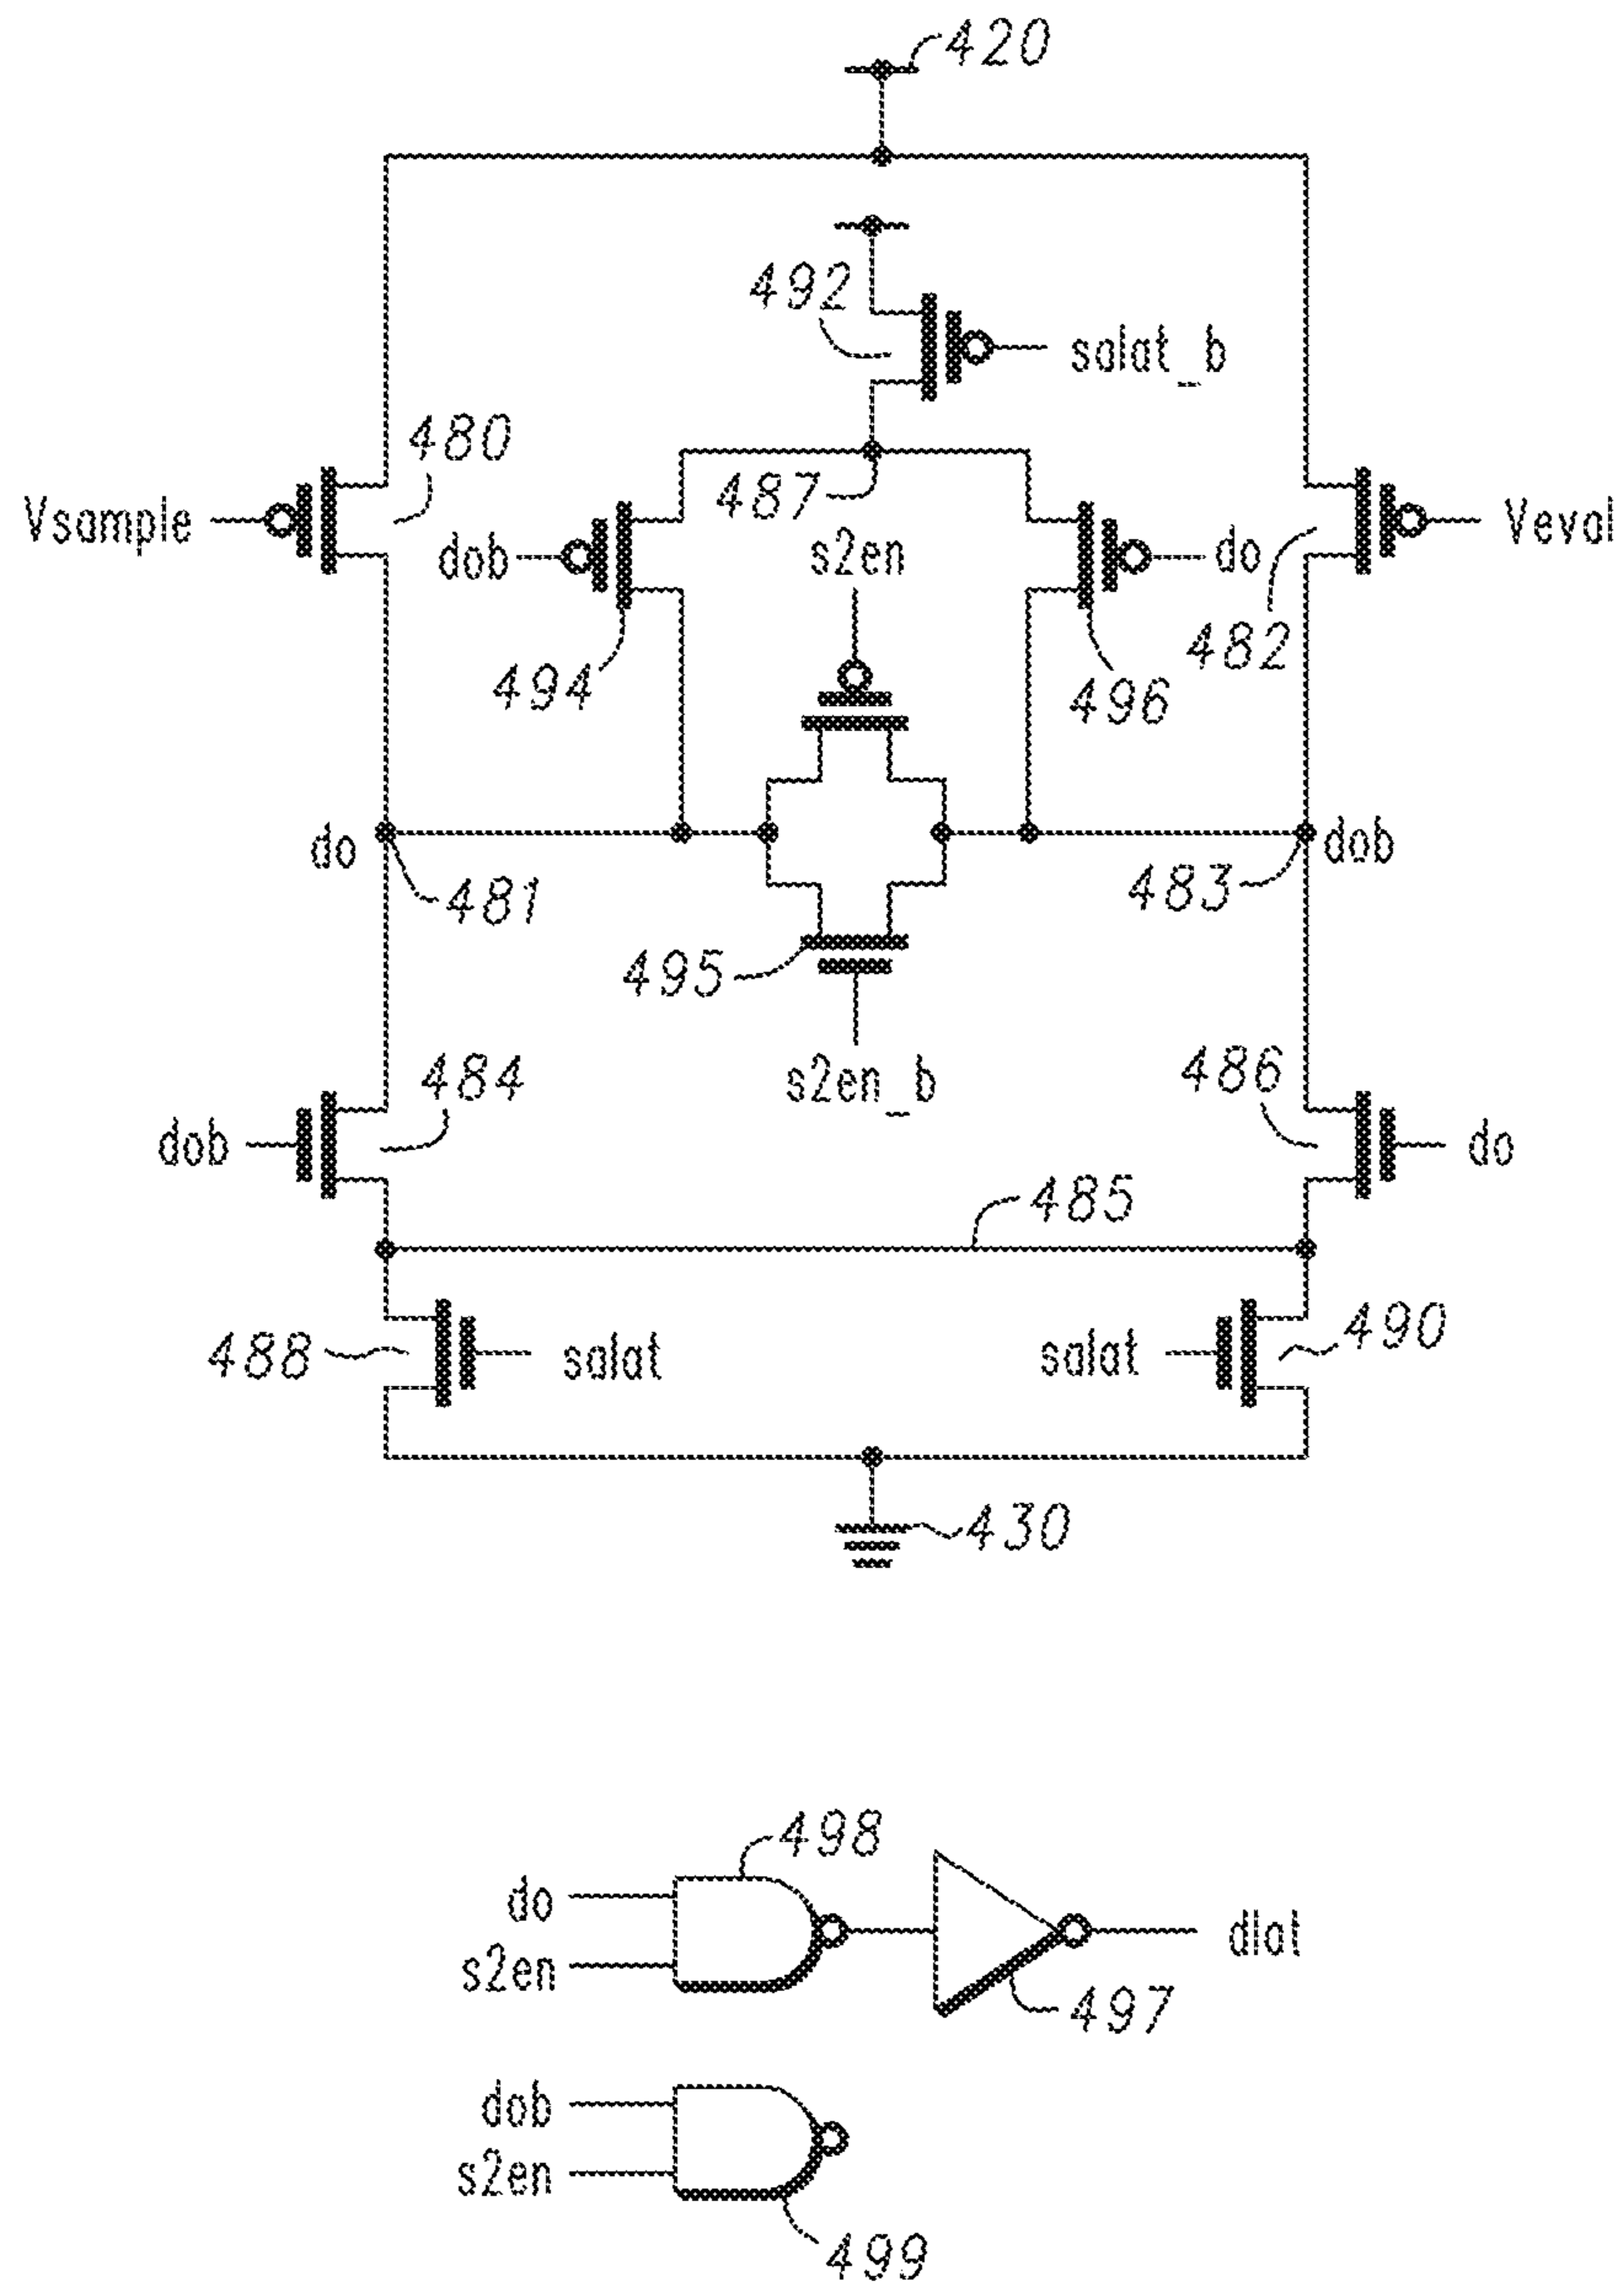 420
492
salat_b
480
Vsample
487
dob
s2en
do
Veval
494
496
482
do
481
dob
483
495
s2en_b
484
486
dob
do
485
488
salat
salat
490
430
498
do
s2en
dlat
497
dob
s2en
499